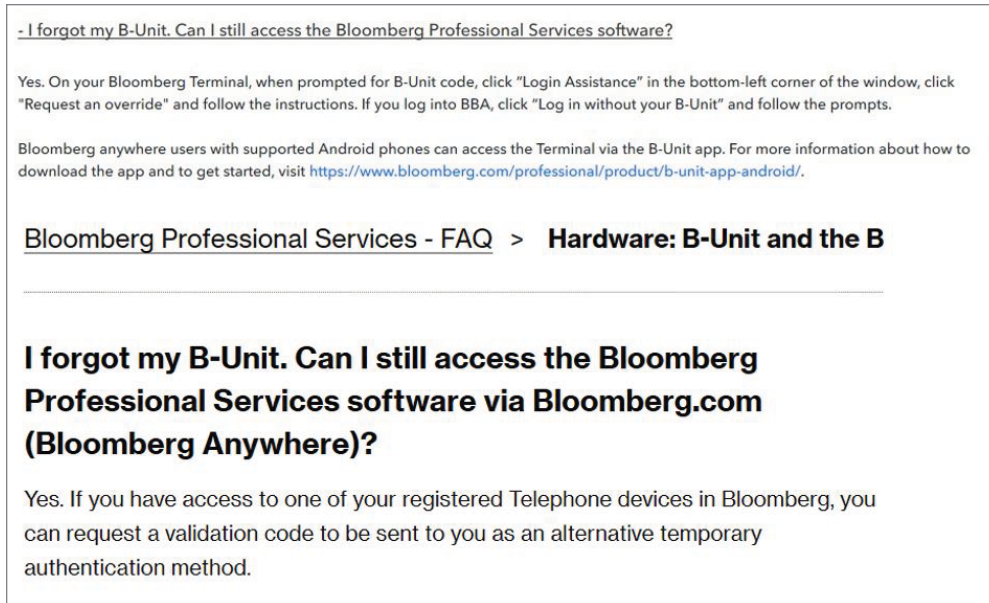 - I forgot my B-Unit. Can I still access the Bloomberg Professional Services software?
Yes. On your Bloomberg Terminal, when prompted for B-Unit code, click “Login Assistance” in the bottom-left corner of the window, click
"Request an override" and follow the instructions. If you log into BBA, click “Log in without your B-Unit” and follow the prompts.
Bloomberg anywhere users with supported Android phones can access the Terminal via the B-Unit app. For more information about how to
download the app and to get started, visit https://www.bloomberg.com/professional/product/b-unit-app-android/.
Bloomberg Professional Services - FAQ > Hardware: B-Unit and the B
I forgot my B-Unit. Can I still access the Bloomberg
Professional Services software via Bloomberg.com
(Bloomberg Anywhere)?
Yes. If you have access to one of your registered Telephone devices in Bloomberg, you
can request a validation code to be sent to you as an alternative temporary
authentication method.